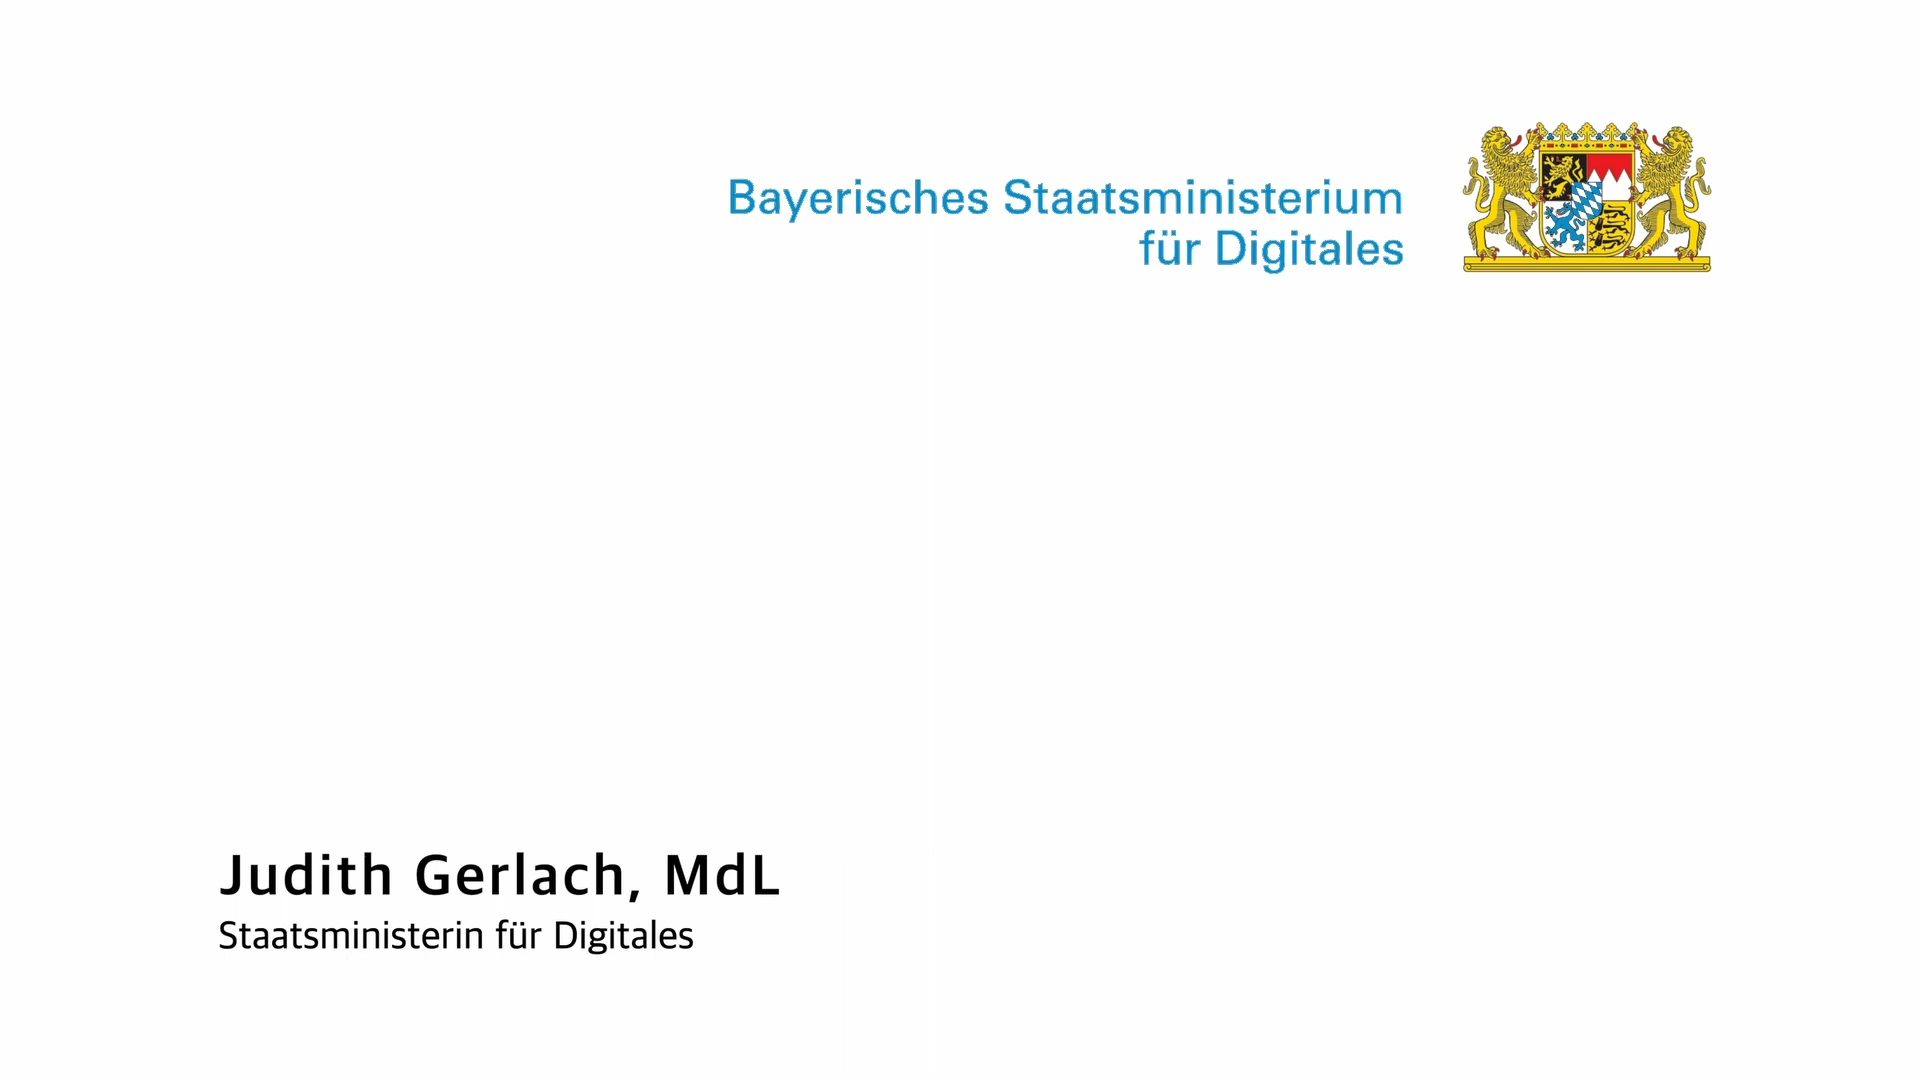 Bayerisches Staatsministerium
für Digitales
Judith Gerlach, MdL
Staatsministerin für Digitales